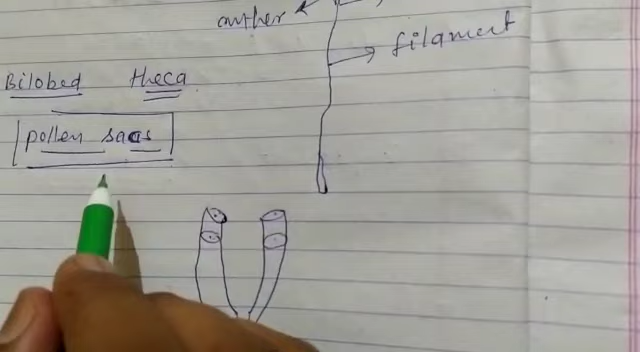 anther
filament
Bilobed theca
pollen sacs